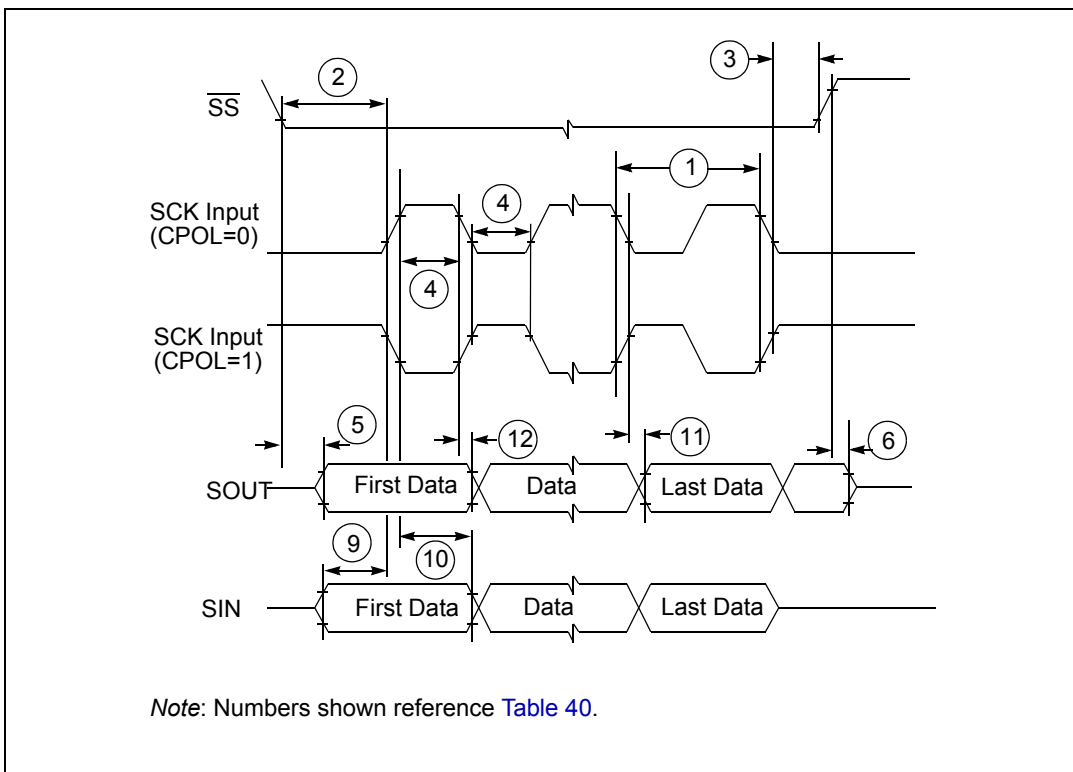 3
2
SS
1
SCK Input
(CPOL=0)
4
4
SCK Input
(CPOL=1)
5
12
11
6
SOUT
First Data
Data
Last Data
9
10
SIN
First Data
Data
Last Data
Note: Numbers shown reference Table 40.